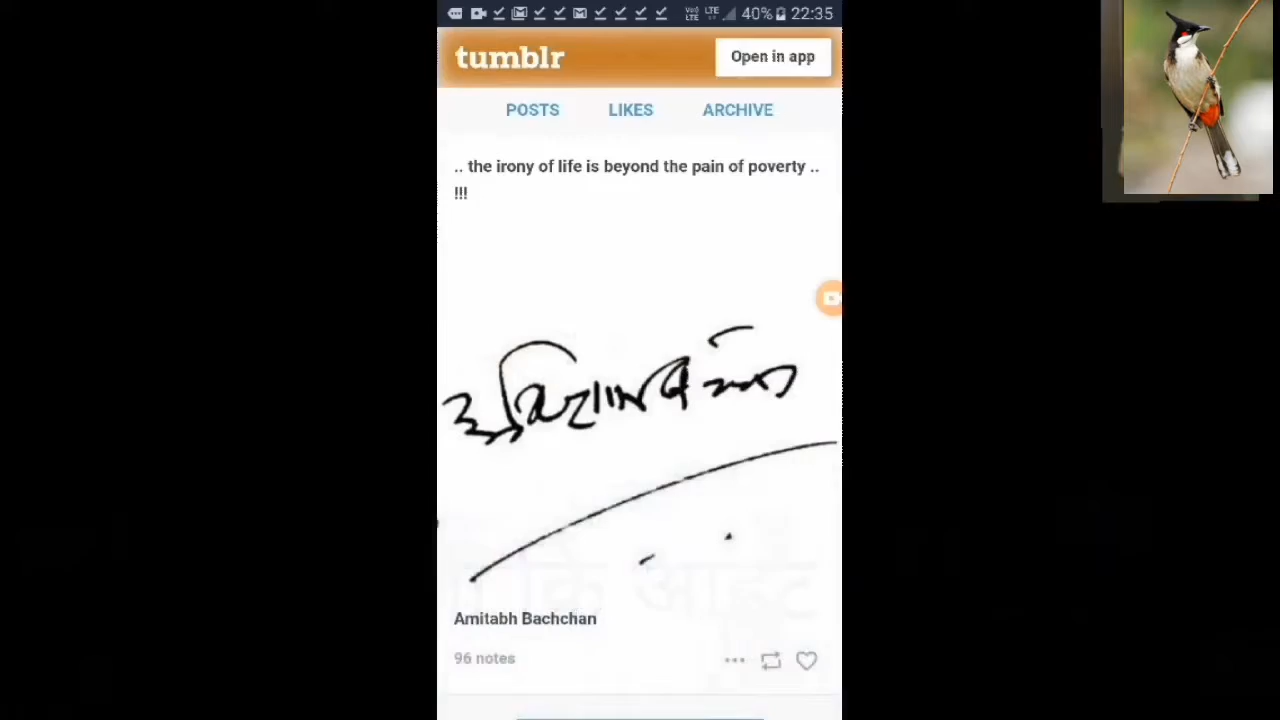 40% 22:35
tumblr Open in app
POSTS LIKES ARCHIVE
.. the irony of life is beyond the pain of poverty ..
!!!
Amitabh Bachchan
96 notes